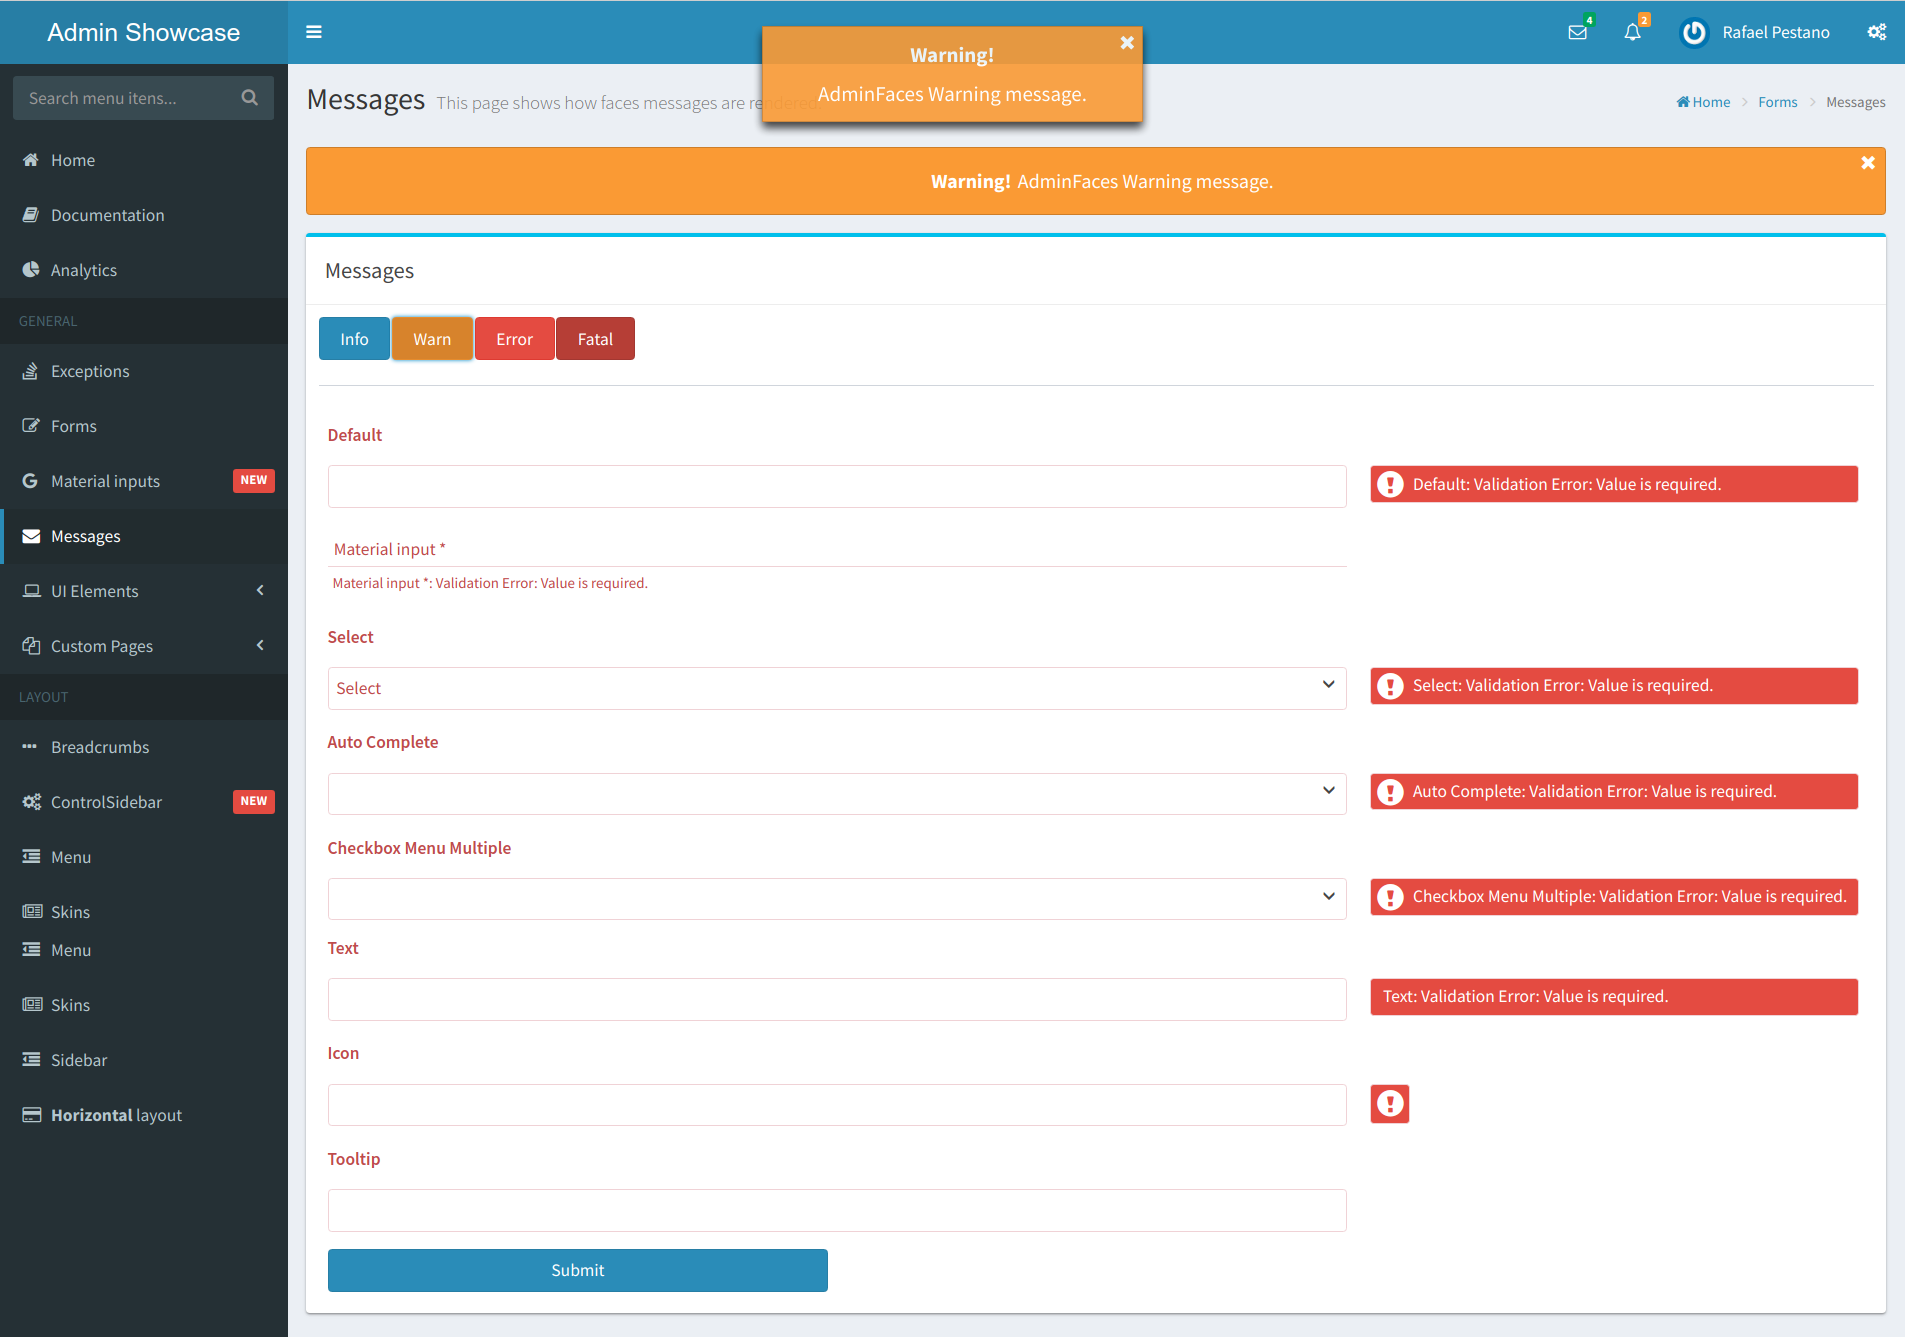 Admin Showcase
4
2
Rafael Pestano
Warning!
AdminFaces Warning message.
Search menu itens...
Messages This page shows how faces messages are rendered.
Home Forms Messages
Warning! AdminFaces Warning message.
Home
Documentation
Analytics
GENERAL
Exceptions
Forms
Material inputs NEW
Messages
UI Elements
Custom Pages
LAYOUT
Breadcrumbs
ControlSidebar NEW
Menu
Skins
Menu
Skins
Sidebar
Horizontal layout
Messages
Info Warn Error Fatal
Default
Default: Validation Error: Value is required.
Material input *
Material input *: Validation Error: Value is required.
Select
Select
Select: Validation Error: Value is required.
Auto Complete
Auto Complete: Validation Error: Value is required.
Checkbox Menu Multiple
Checkbox Menu Multiple: Validation Error: Value is required.
Text
Text: Validation Error: Value is required.
Icon
Tooltip
Submit